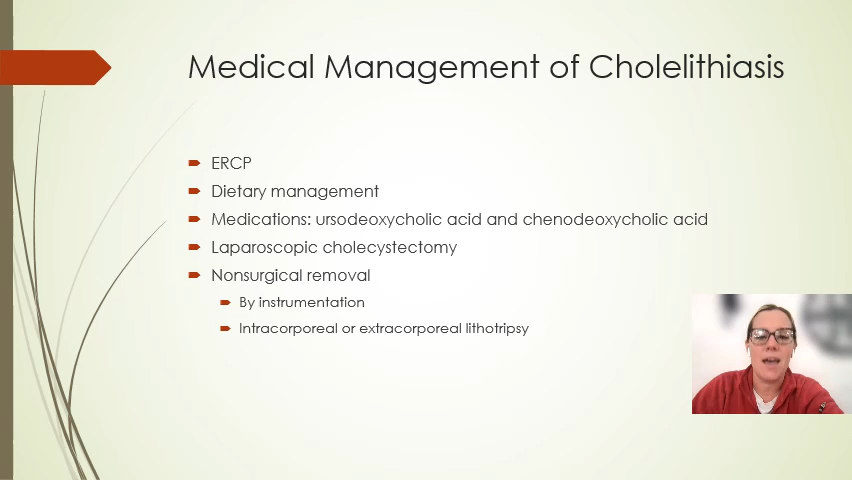 Medical Management of Cholelithiasis
ERCP
Dietary management
Medications: ursodeoxycholic acid and chenodeoxycholic acid
Laparoscopic cholecystectomy
Nonsurgical removal
By instrumentation
Intracorporeal or extracorporeal lithotripsy